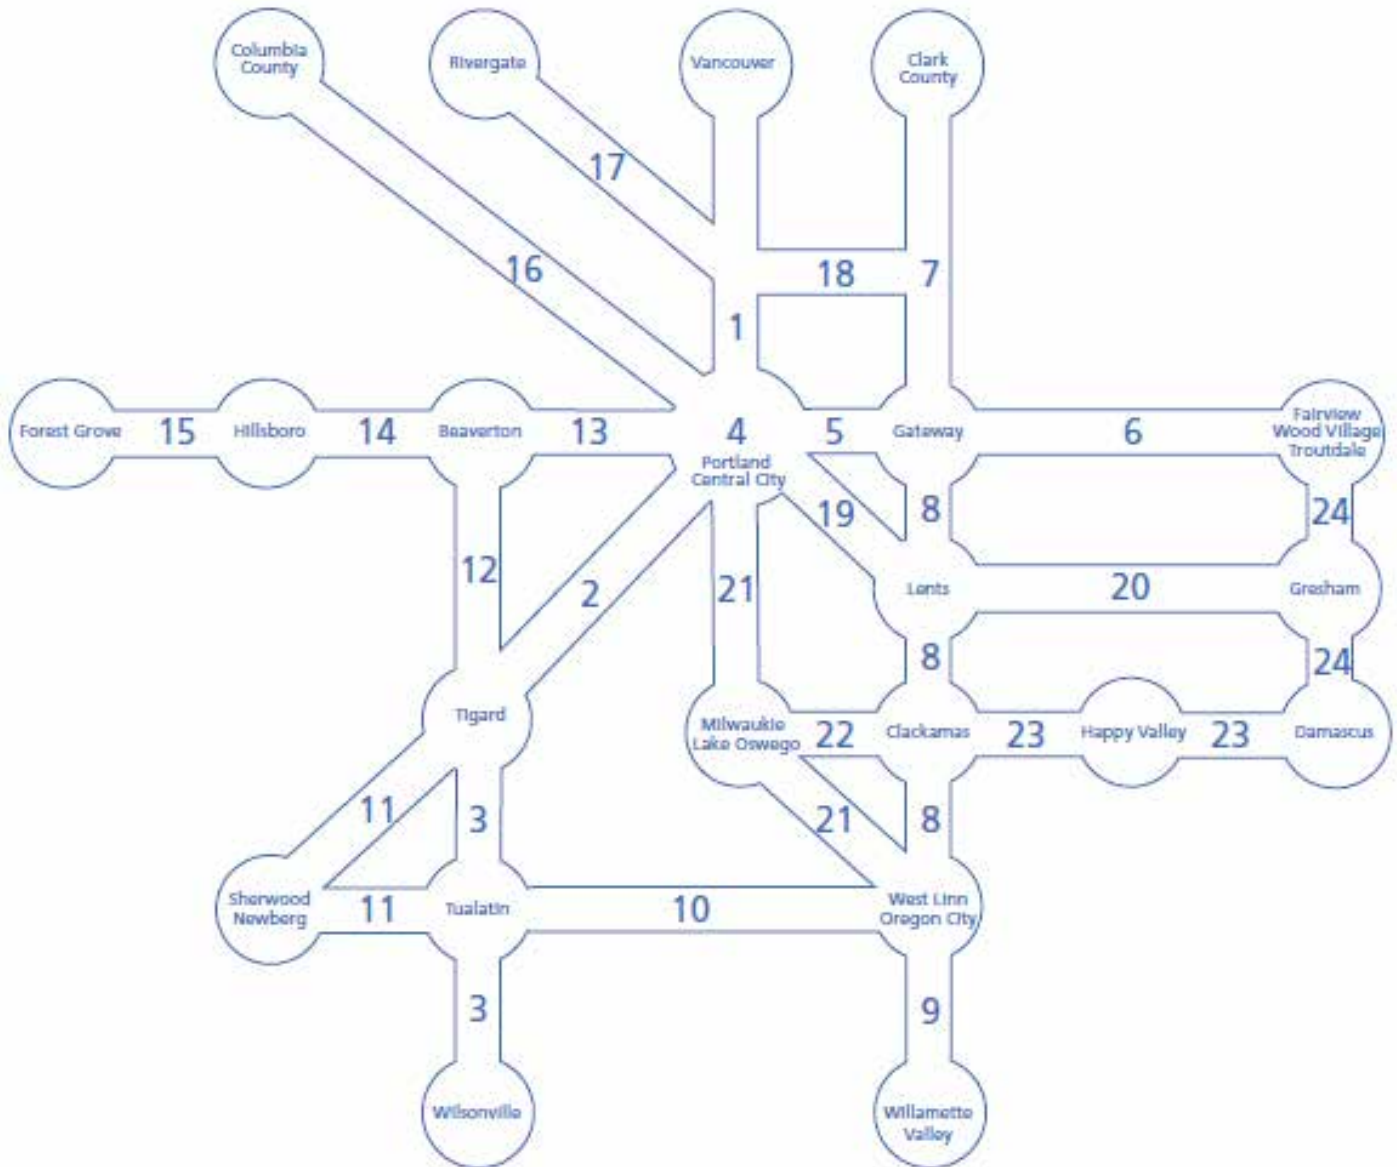 Columbia
County
Rivergate
Vancouver
Clark
County
17
16
18
7
1
Forest Grove
15
Hillsboro
14
Beaverton
13
4
Portland
Central City
5
Gateway
6
Fairview
Wood Village
Troutdale
19
8
24
12
2
21
Lents
20
Gresham
8
24
Tigard
Milwaukie
Lake Oswego
22
Clackamas
23
Happy Valley
23
Damascus
11
3
21
8
Sherwood
Newberg
11
Tualatin
10
West Linn
Oregon City
3
9
Wilsonville
Willamette
Valley